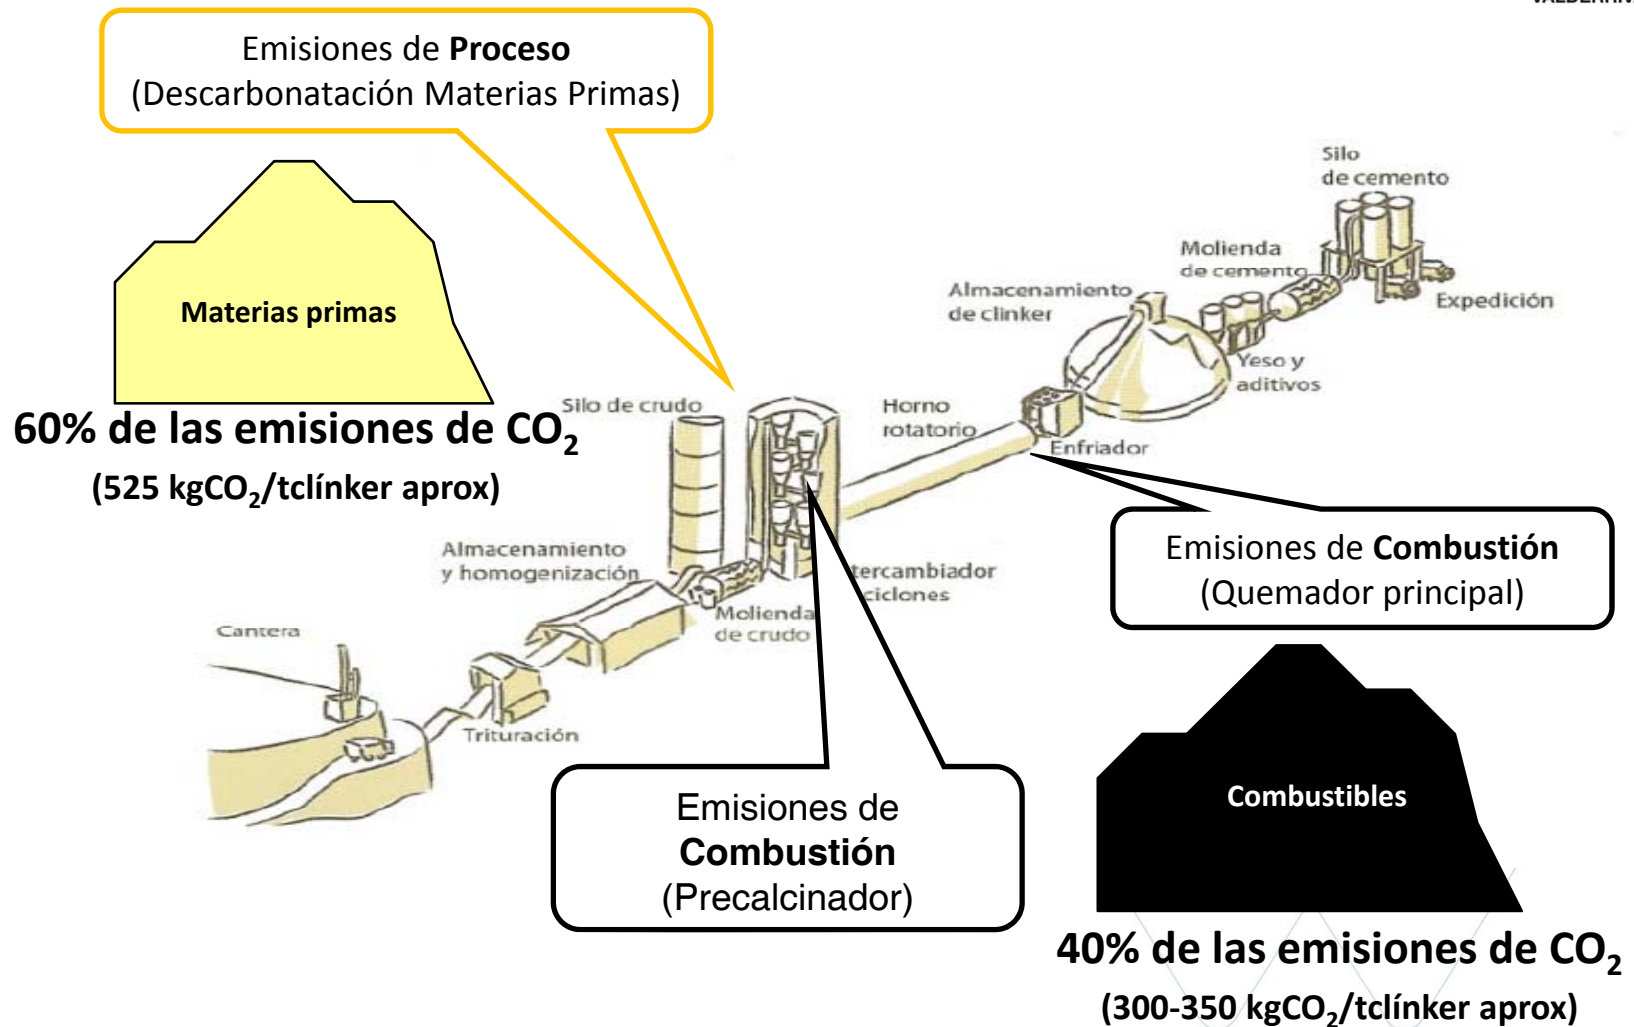 Emisiones de Proceso
(Descarbonatación Materias Primas)
Materias primas
60% de las emisiones de CO₂
(525 kgCO₂/tclínker aprox)
Silo
de cemento
Molienda
de cemento
Expedición
Almacenamiento
de clinker
Yeso y
aditivos
Silo de crudo
Horno
rotatorio
Enfriador
Almacenamiento
y homogenización
tercambiador
ciclones
Molienda
de crudo
Cantera
Trituración
Emisiones de Combustión
(Quemador principal)
Emisiones de
Combustión
(Precalcinador)
Combustibles
40% de las emisiones de CO₂
(300-350 kgCO₂/tclínker aprox)